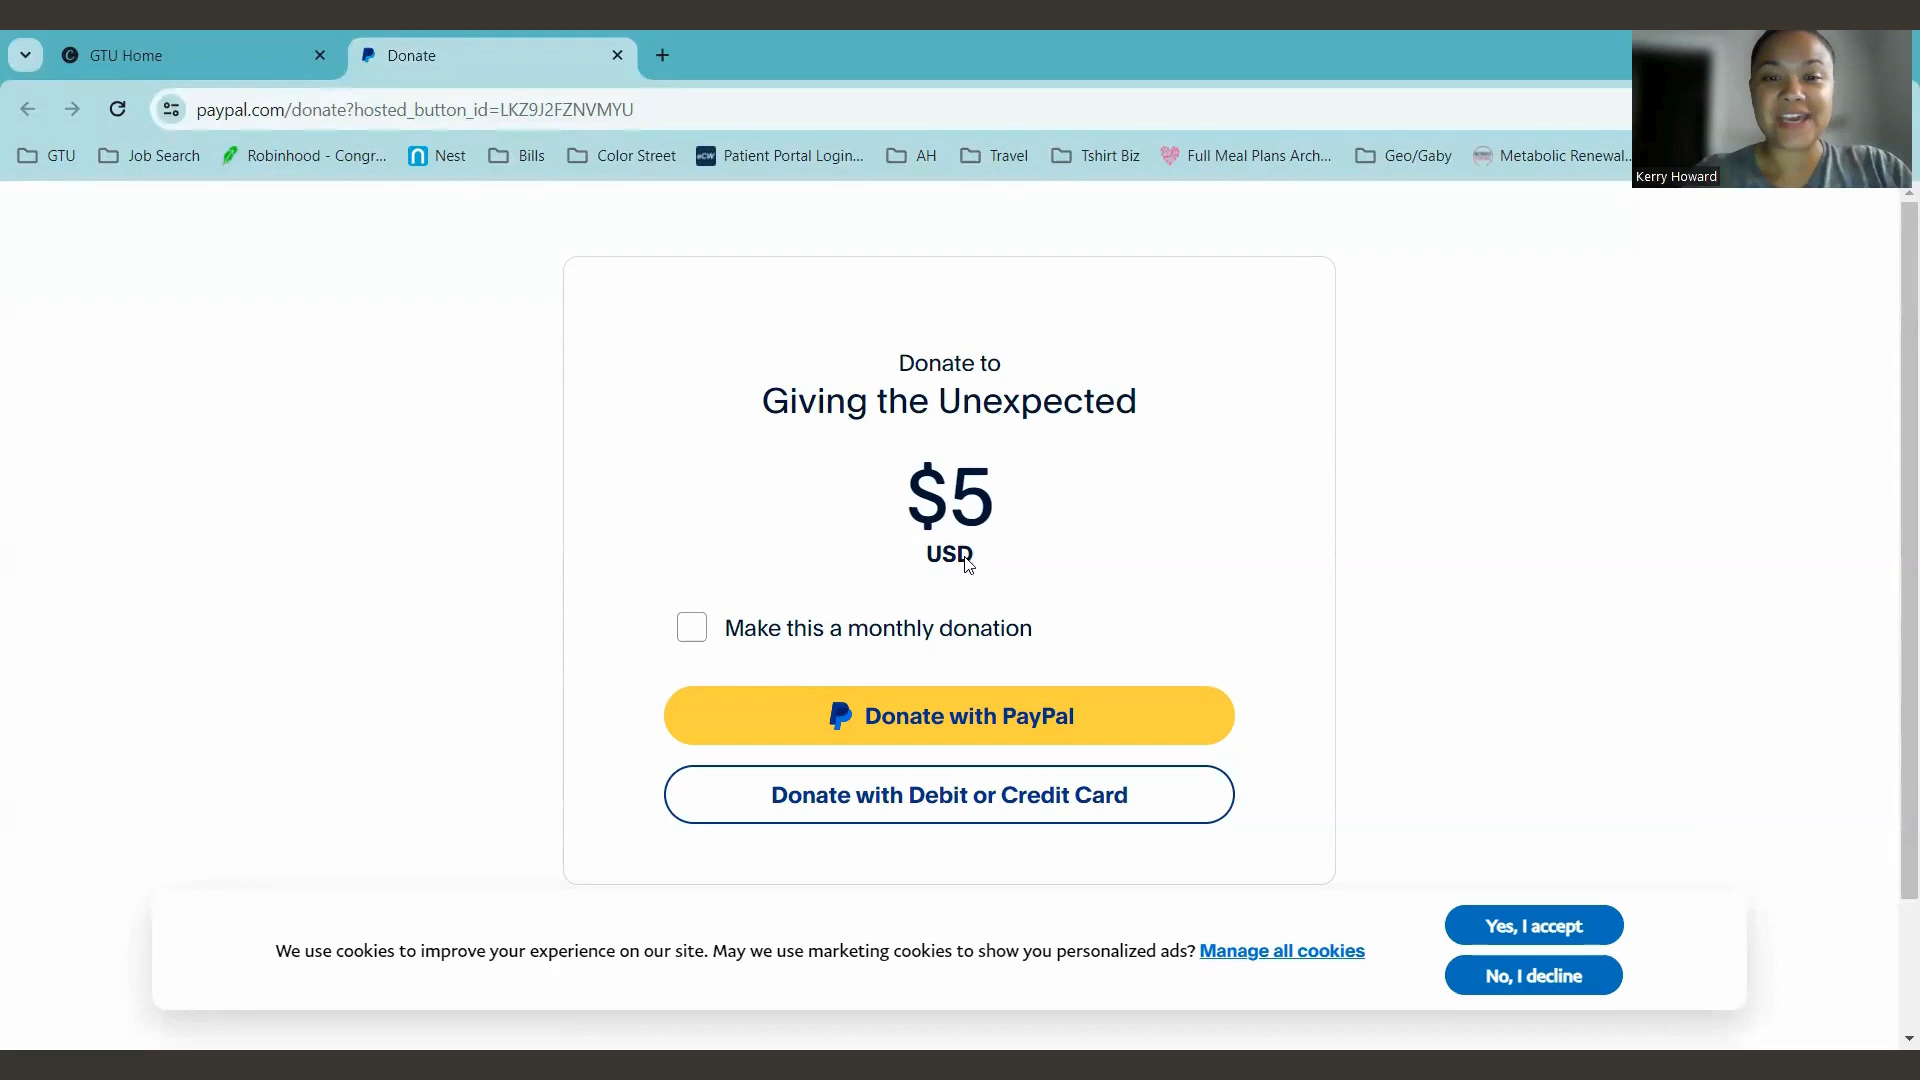 GTU Home
Donate
paypal.com/donate?hosted_button_id=LKZ9J2FZNVMYU
GTU Job Search Robinhood - Congr... Nest Bills Color Street eCW Patient Portal Login... AH Travel Tshirt Biz Full Meal Plans Arch... Geo/Gaby Metabolic Renewal...
Kerry Howard
Donate to
Giving the Unexpected
$5
USD
Make this a monthly donation
Donate with PayPal
Donate with Debit or Credit Card
We use cookies to improve your experience on our site. May we use marketing cookies to show you personalized ads? Manage all cookies
Yes, I accept
No, I decline